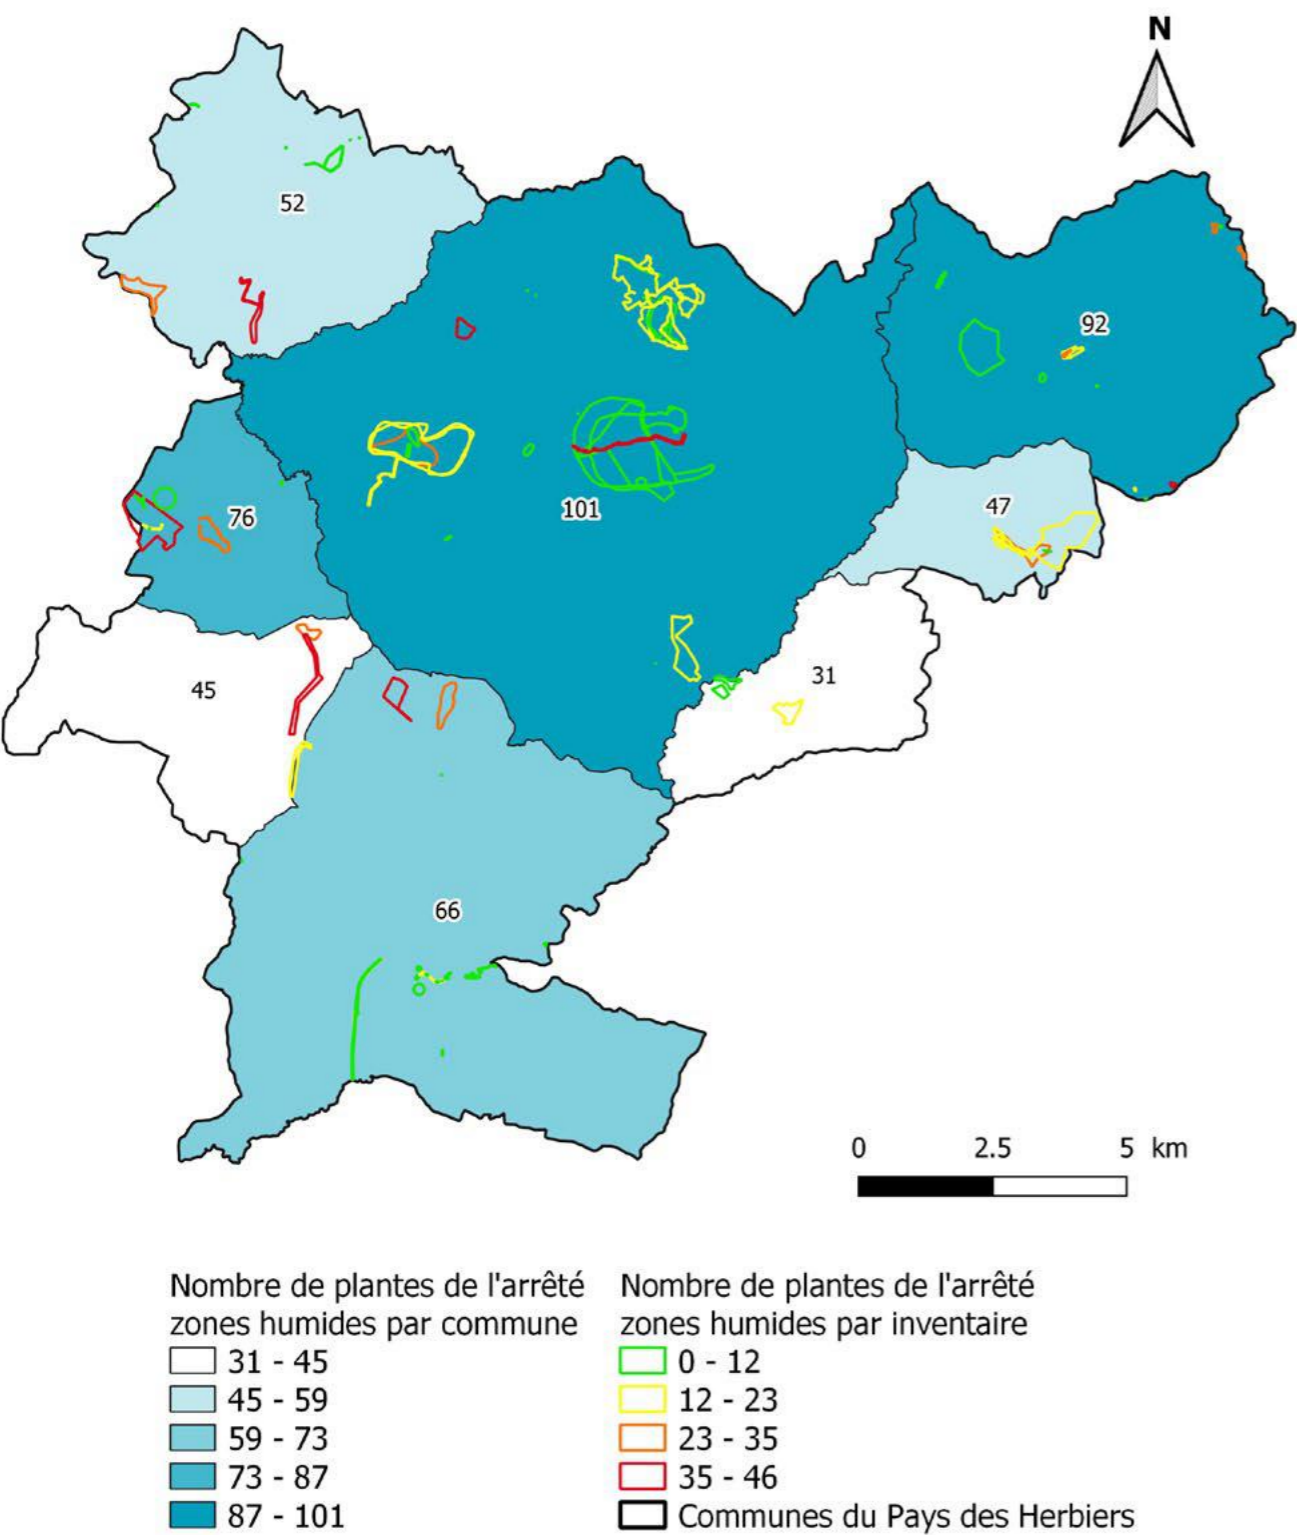 N
52
92
101
47
76
45
31
66
0 2.5 5 km
Nombre de plantes de l'arrêté
zones humides par commune
31 - 45
45 - 59
59 - 73
73 - 87
87 - 101
Nombre de plantes de l'arrêté
zones humides par inventaire
0 - 12
12 - 23
23 - 35
35 - 46
Communes du Pays des Herbiers